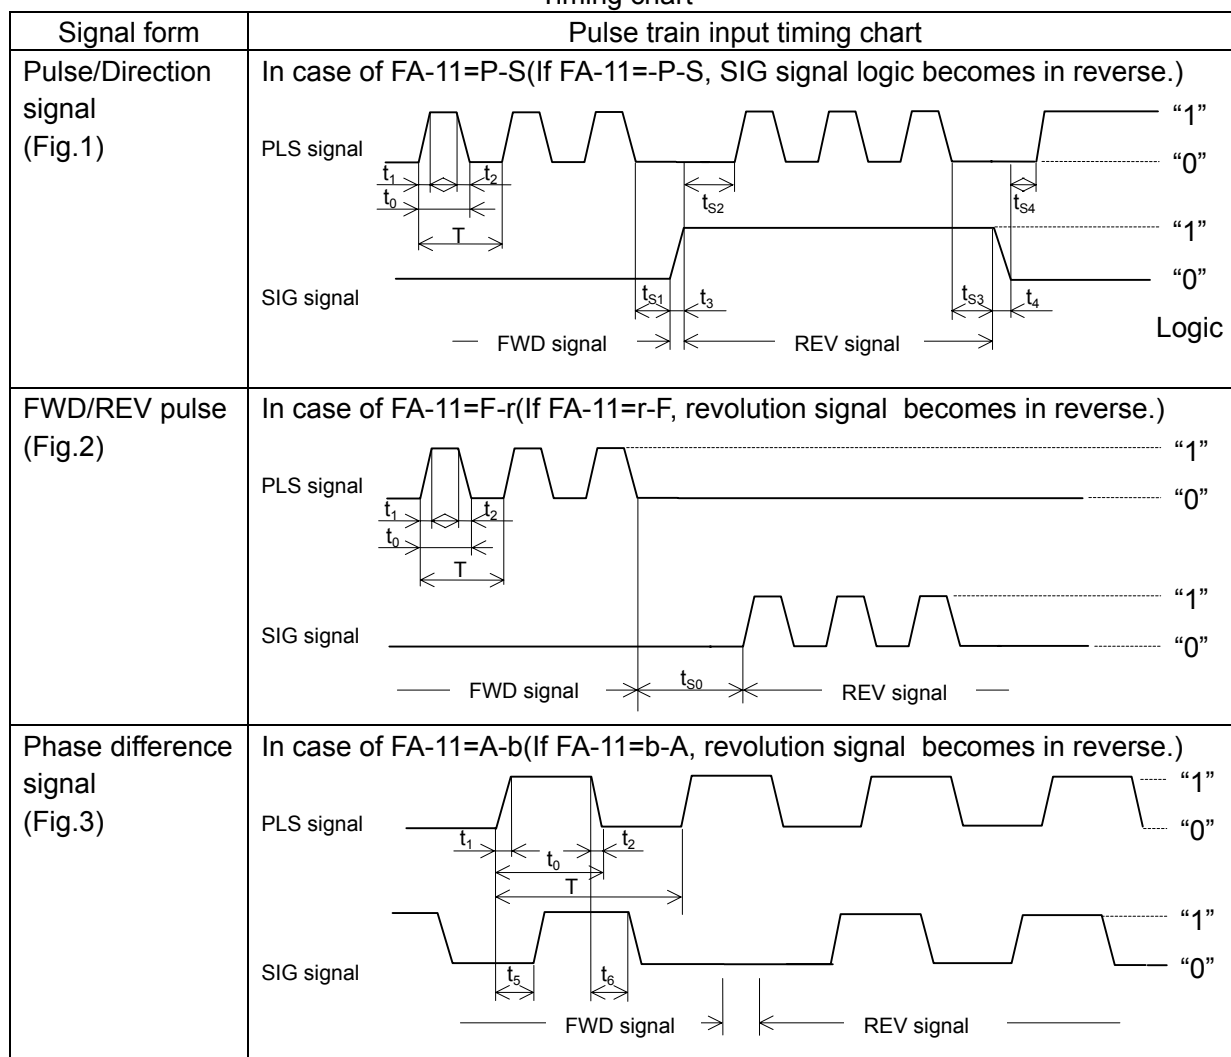 Timing chart
Signal form
Pulse train input timing chart
Pulse/Direction
signal
(Fig.1)
In case of FA-11=P-S(If FA-11=-P-S, SIG signal logic becomes in reverse.)
PLS signal
“1”
“0”
t1
t2
t0
T
tS2
tS4
“1”
“0”
SIG signal
tS1
t3
tS3
t4
Logic
FWD signal
REV signal
FWD/REV pulse
(Fig.2)
In case of FA-11=F-r(If FA-11=r-F, revolution signal becomes in reverse.)
“1”
PLS signal
“0”
t1
t2
t0
T
“1”
SIG signal
“0”
FWD signal
tS0
REV signal
Phase difference
signal
(Fig.3)
In case of FA-11=A-b(If FA-11=b-A, revolution signal becomes in reverse.)
“1”
PLS signal
“0”
t1
t2
t0
T
“1”
SIG signal
“0”
t5
t6
FWD signal
REV signal